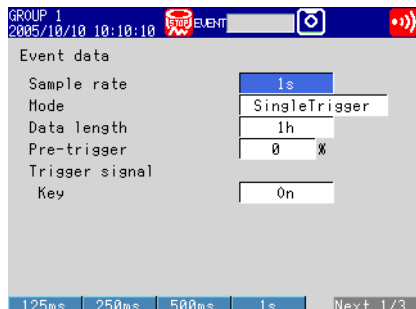 GROUP 1
2005/10/10 10:10:10 STOP EVENT
Event data
Sample rate 1s
Mode SingleTrigger
Data length 1h
Pre-trigger 0 %
Trigger signal
Key On
125ms 250ms 500ms 1s Next 1/3